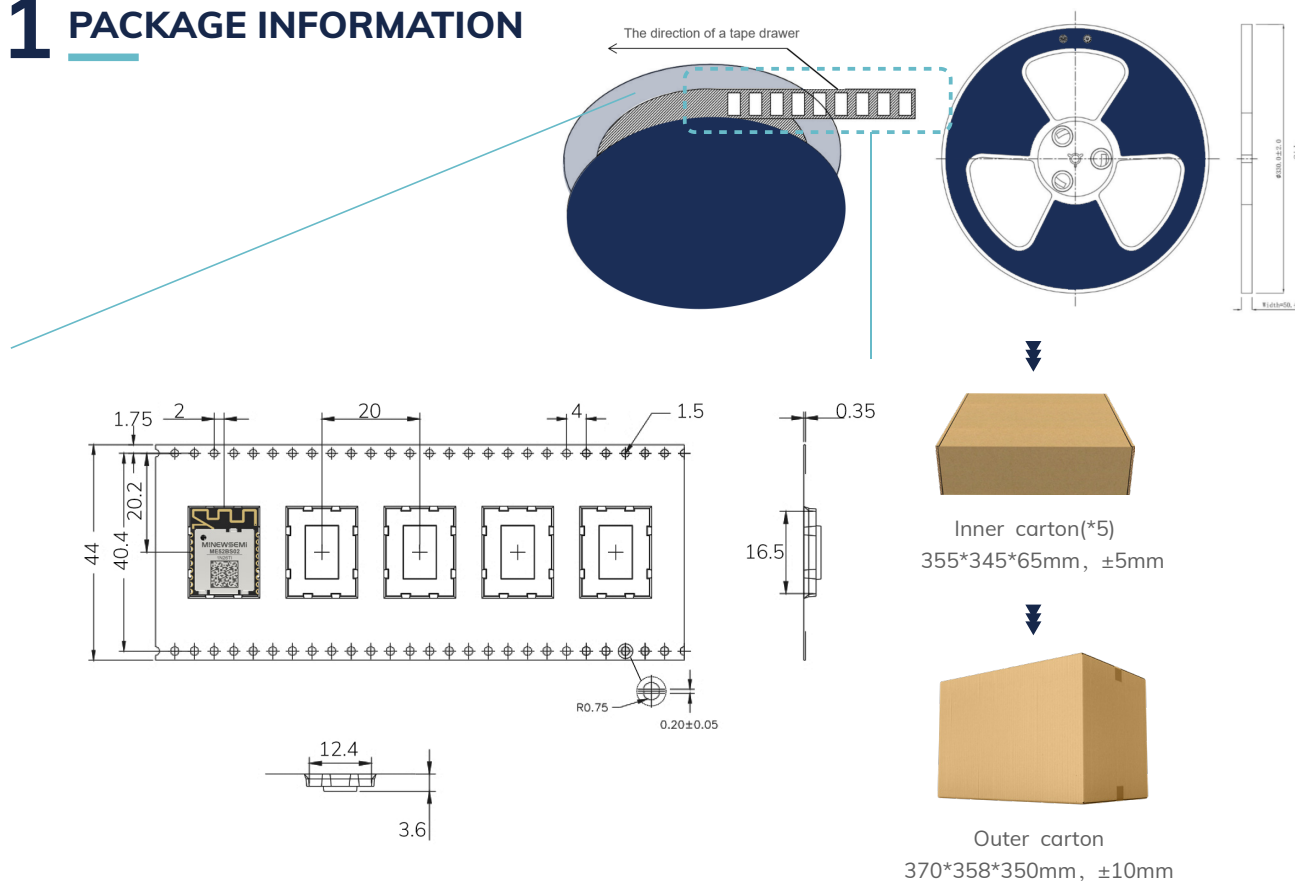 1 PACKAGE INFORMATION
The direction of a tape drawer
1.75
2
20
4
1.5
0.35
44
40.4
20.2
16.5
MINEWSEMI
ME52BS02
R0.75
0.20±0.05
12.4
3.6
Inner carton(*5)
355*345*65mm, ±5mm
Outer carton
370*358*350mm, ±10mm